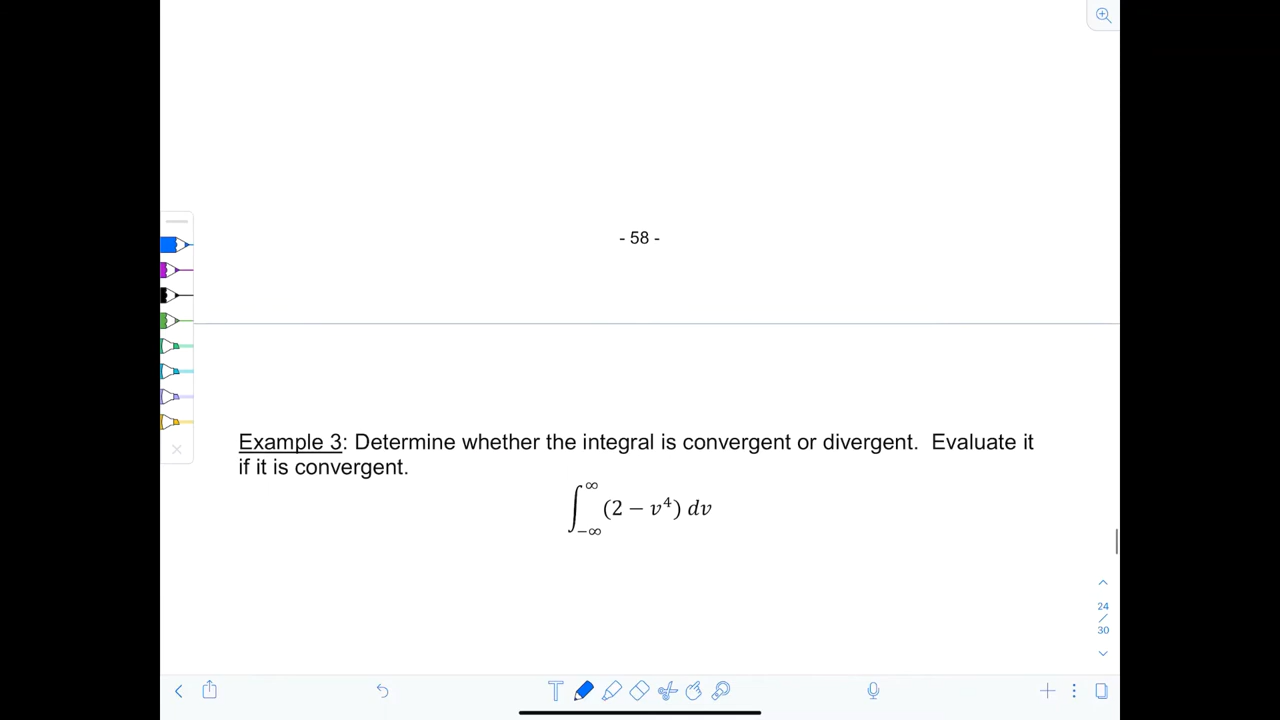 - 58 -
Example 3: Determine whether the integral is convergent or divergent. Evaluate it
if it is convergent.
∫_{-∞}^{∞} (2 − v⁴) dv
24
/
30
T